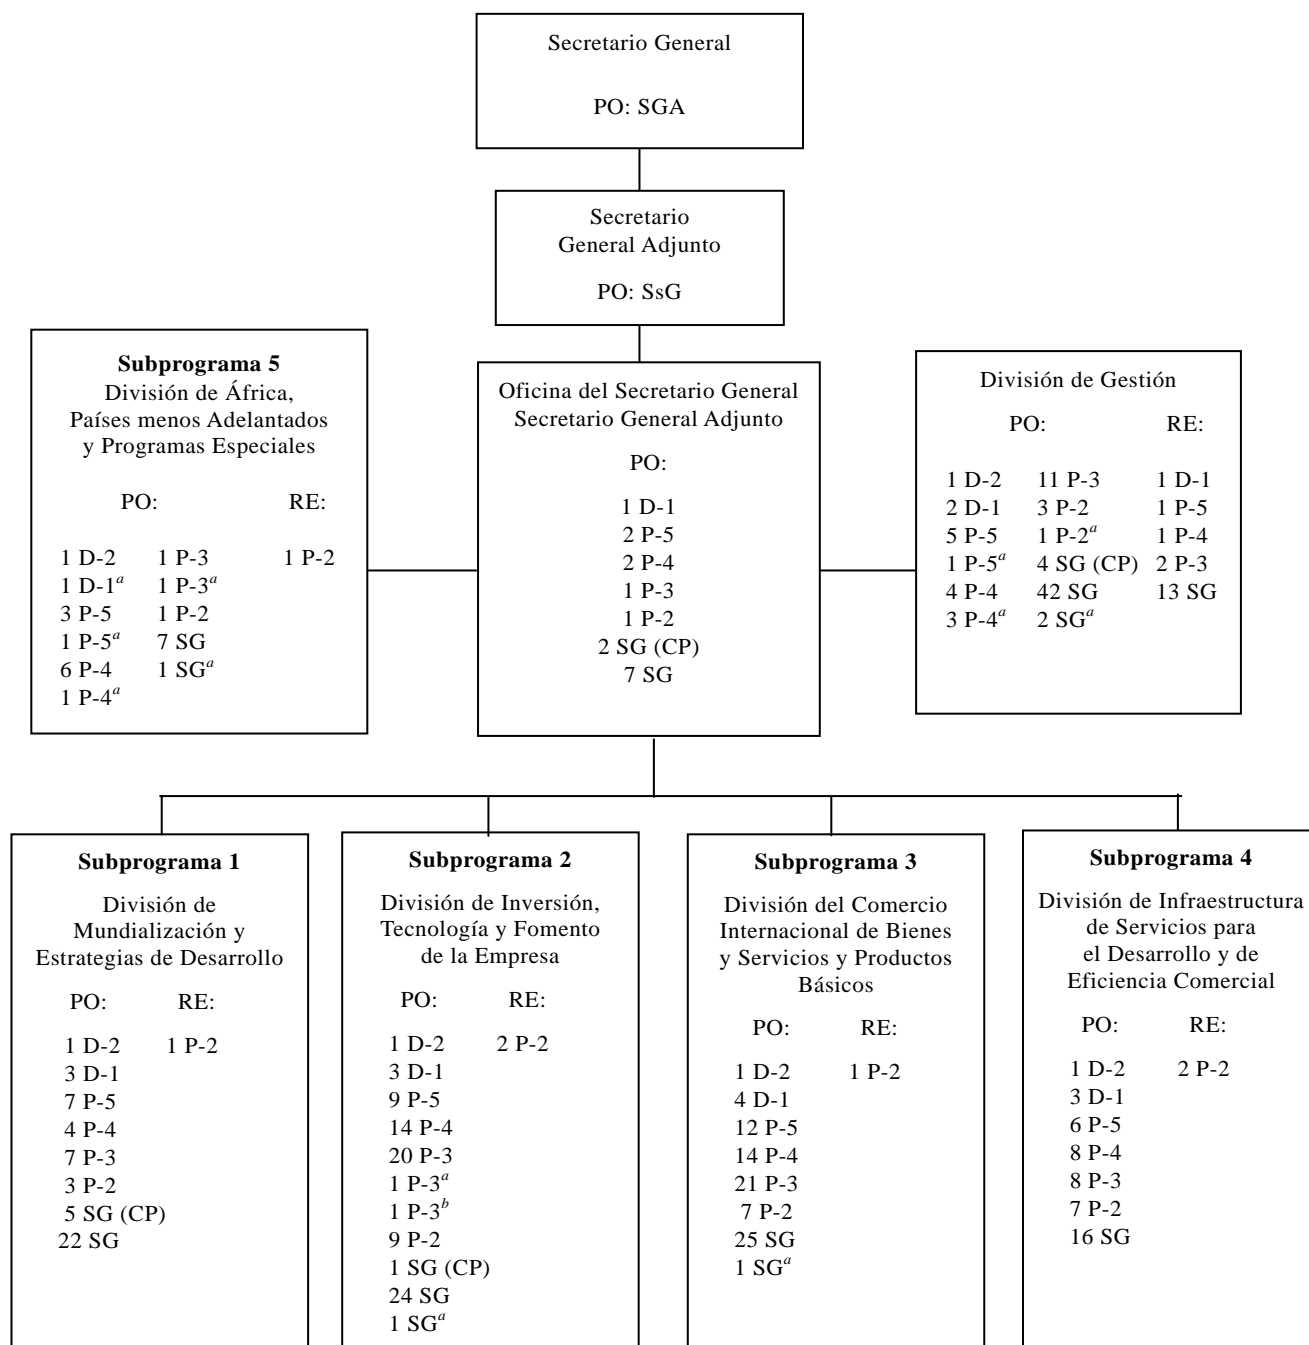 Secretario General
PO: SGA
Secretario
General Adjunto
PO: SsG
Subprograma 5
División de África,
Países menos Adelantados
y Programas Especiales
PO: RE:
1 D-2 1 P-3 1 P-2
1 D-1a 1 P-3a
3 P-5 1 P-2
1 P-5a 7 SG
6 P-4 1 SGa
1 P-4a
Oficina del Secretario General
Secretario General Adjunto
PO:
1 D-1
2 P-5
2 P-4
1 P-3
1 P-2
2 SG (CP)
7 SG
División de Gestión
PO: RE:
1 D-2 11 P-3 1 D-1
2 D-1 3 P-2 1 P-5
5 P-5 1 P-2a 1 P-4
1 P-5a 4 SG (CP) 2 P-3
4 P-4 42 SG 13 SG
3 P-4a 2 SGa
Subprograma 1
División de
Mundialización y
Estrategias de Desarrollo
PO: RE:
1 D-2 1 P-2
3 D-1
7 P-5
4 P-4
7 P-3
3 P-2
5 SG (CP)
22 SG
Subprograma 2
División de Inversión,
Tecnología y Fomento
de la Empresa
PO: RE:
1 D-2 2 P-2
3 D-1
9 P-5
14 P-4
20 P-3
1 P-3a
1 P-3b
9 P-2
1 SG (CP)
24 SG
1 SGa
Subprograma 3
División del Comercio
Internacional de Bienes
y Servicios y Productos
Básicos
PO: RE:
1 D-2 1 P-2
4 D-1
12 P-5
14 P-4
21 P-3
7 P-2
25 SG
1 SGa
Subprograma 4
División de Infraestructura
de Servicios para
el Desarrollo y de
Eficiencia Comercial
PO: RE:
1 D-2 2 P-2
3 D-1
6 P-5
8 P-4
8 P-3
7 P-2
16 SG